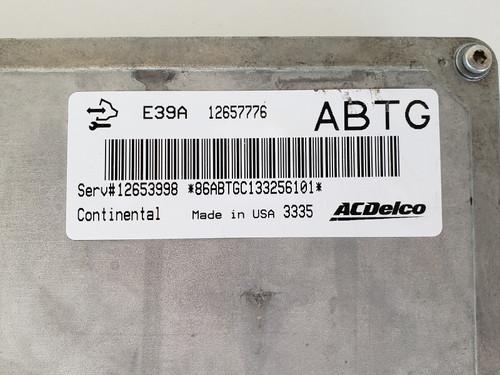 E39A 12657776 ABTG
Serv#12653998 *86ABTGC133256101*
Continental Made in USA 3335 ACDelco